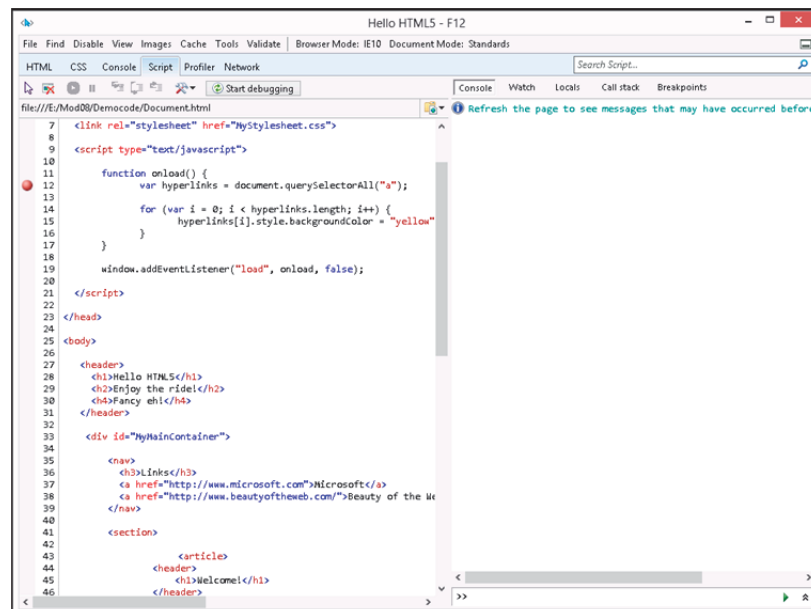 Hello HTML5 - F12
File Find Disable View Images Cache Tools Validate Browser Mode: IE10 Document Mode: Standards
HTML CSS Console Script Profiler Network Search Script...
Start debugging Console Watch Locals Call stack Breakpoints
file:///E:/Mod08/Democode/Document.html
Refresh the page to see messages that may have occurred before
7 <link rel="stylesheet" href="MyStylesheet.css">
8
9 <script type="text/javascript">
10
11 function onload() {
12 var hyperlinks = document.querySelectorAll("a");
13
14 for (var i = 0; i < hyperlinks.length; i++) {
15 hyperlinks[i].style.backgroundColor = "yellow"
16 }
17 }
18
19 window.addEventListener("load", onload, false);
20
21 </script>
22
23 </head>
24
25 <body>
26
27 <header>
28 <h1>Hello HTML5</h1>
29 <h2>Enjoy the ride!</h2>
30 <h4>Fancy eh!</h4>
31 </header>
32
33 <div id="MyMainContainer">
34
35 <nav>
36 <h3>Links</h3>
37 <a href="http://www.microsoft.com">Microsoft</a>
38 <a href="http://www.beautyoftheweb.com/">Beauty of the We
39 </nav>
40
41 <section>
42
43 <article>
44 <header>
45 <h1>Welcome!</h1>
46 </header>
>>